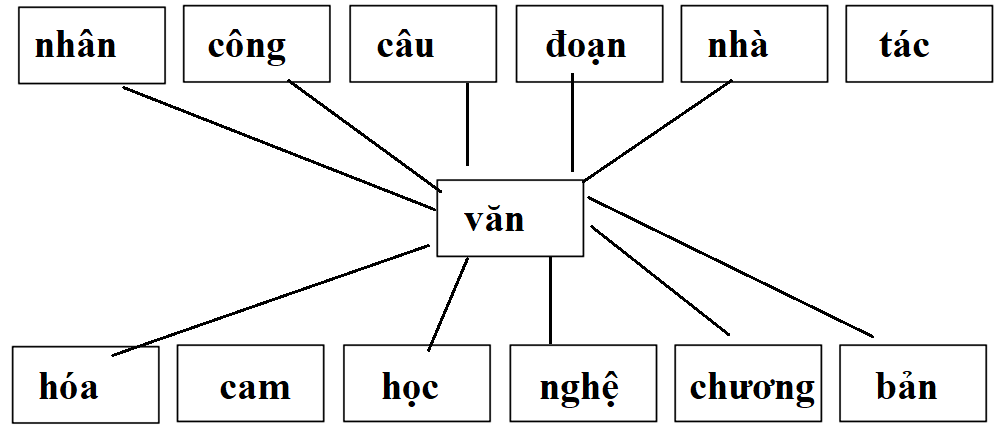 nhân công câu đoạn nhà tác
văn
hóa cam học nghệ chương bản